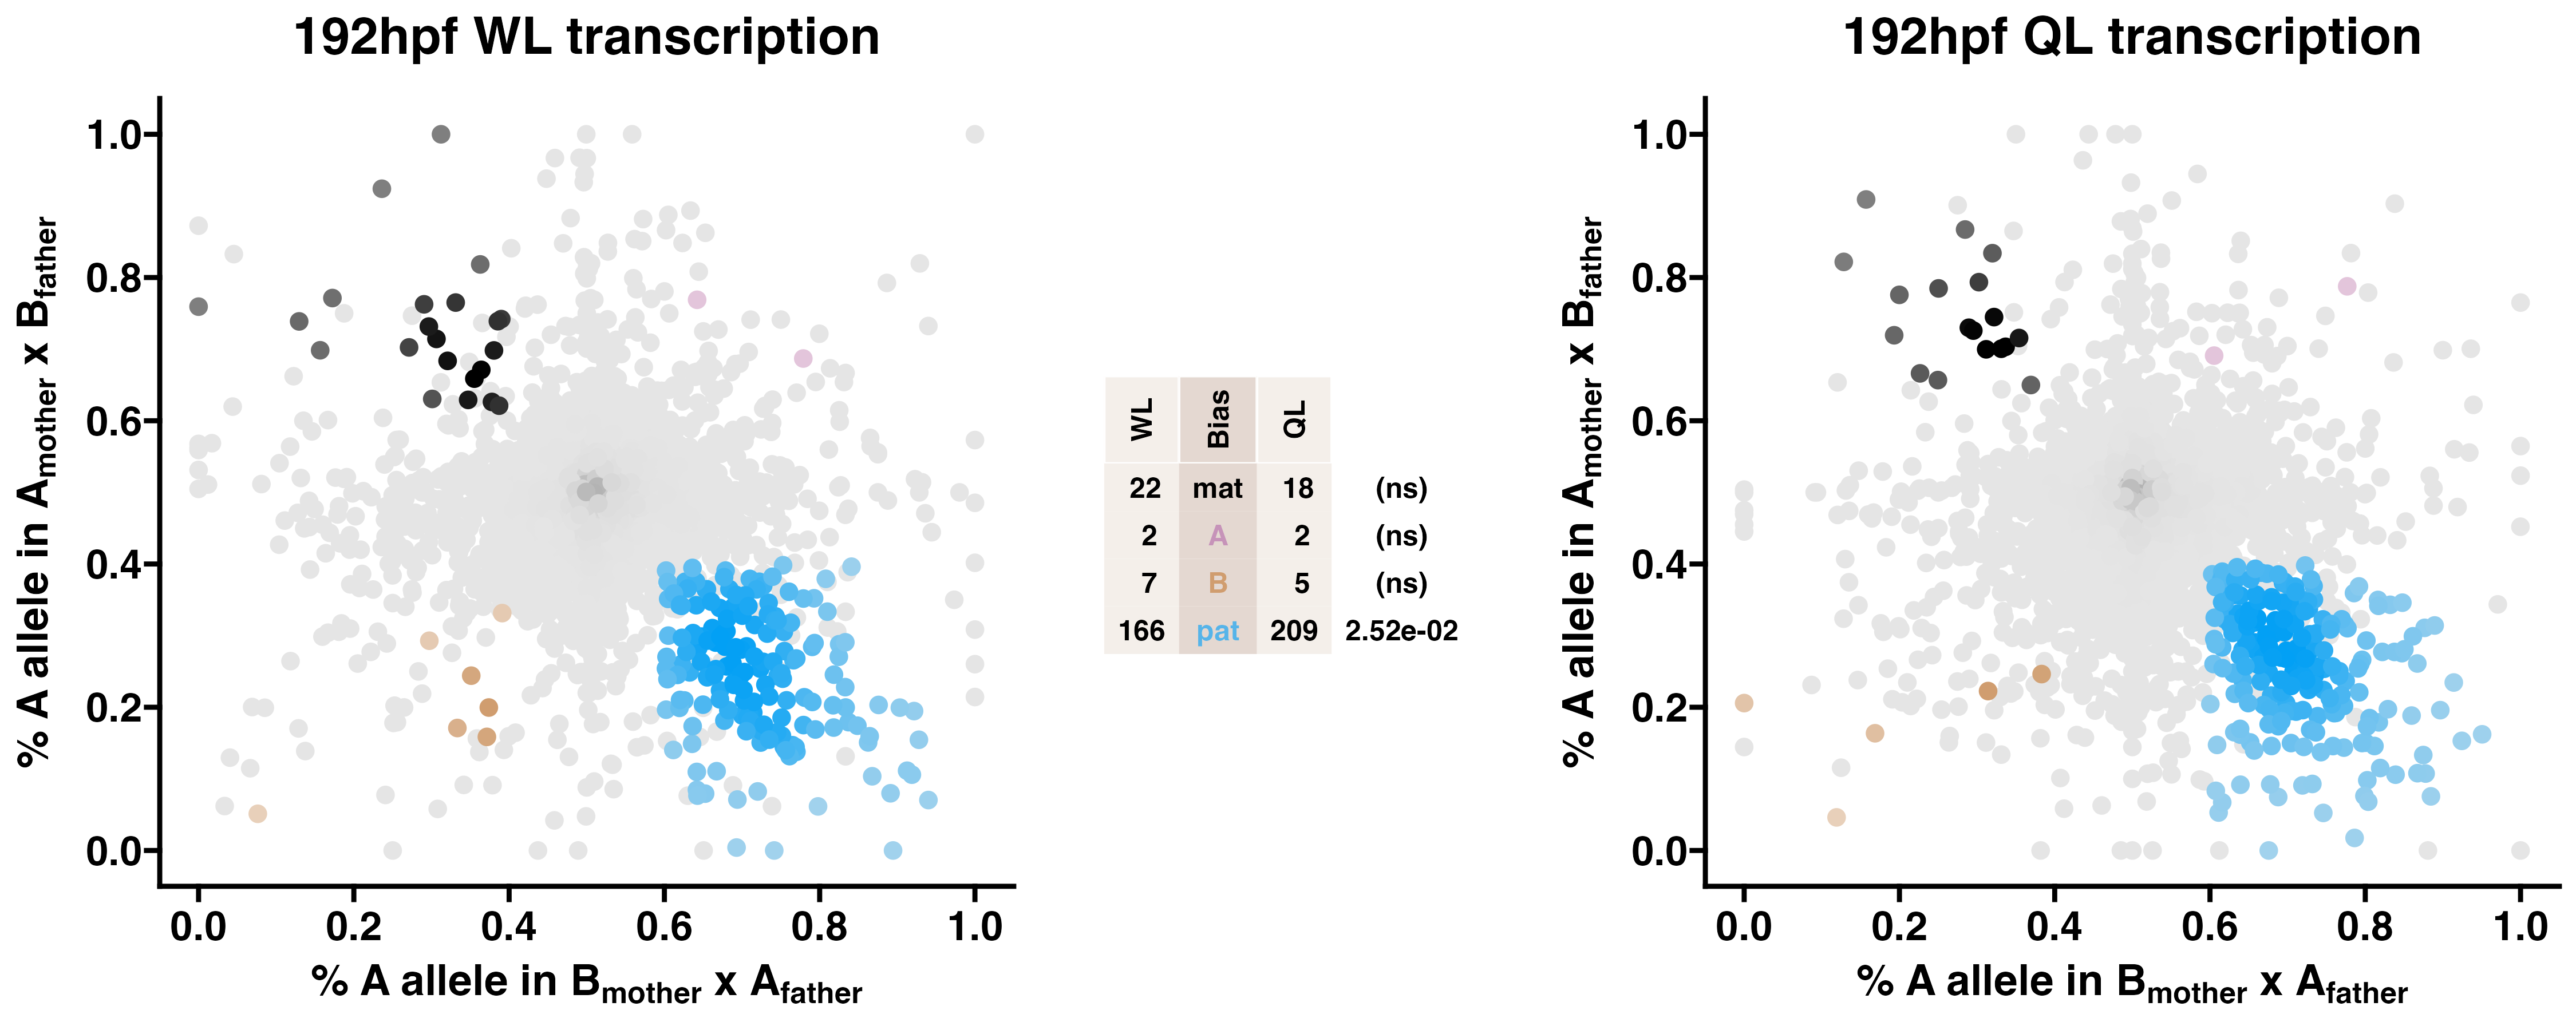 192hpf WL transcription
% A allele in Amother x Bfather
1.0
0.8
0.6
0.4
0.2
0.0
0.0 0.2 0.4 0.6 0.8 1.0
% A allele in Bmother x Afather
WL Bias QL
22 mat 18 (ns)
2 A 2 (ns)
7 B 5 (ns)
166 pat 209 2.52e-02
192hpf QL transcription
% A allele in Amother x Bfather
1.0
0.8
0.6
0.4
0.2
0.0
0.0 0.2 0.4 0.6 0.8 1.0
% A allele in Bmother x Afather